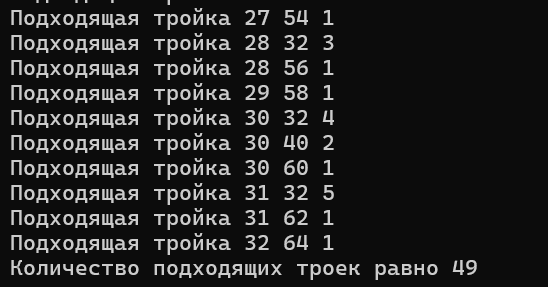 Подходящая тройка 27 54 1
Подходящая тройка 28 32 3
Подходящая тройка 28 56 1
Подходящая тройка 29 58 1
Подходящая тройка 30 32 4
Подходящая тройка 30 40 2
Подходящая тройка 30 60 1
Подходящая тройка 31 32 5
Подходящая тройка 31 62 1
Подходящая тройка 32 64 1
Количество подходящих троек равно 49